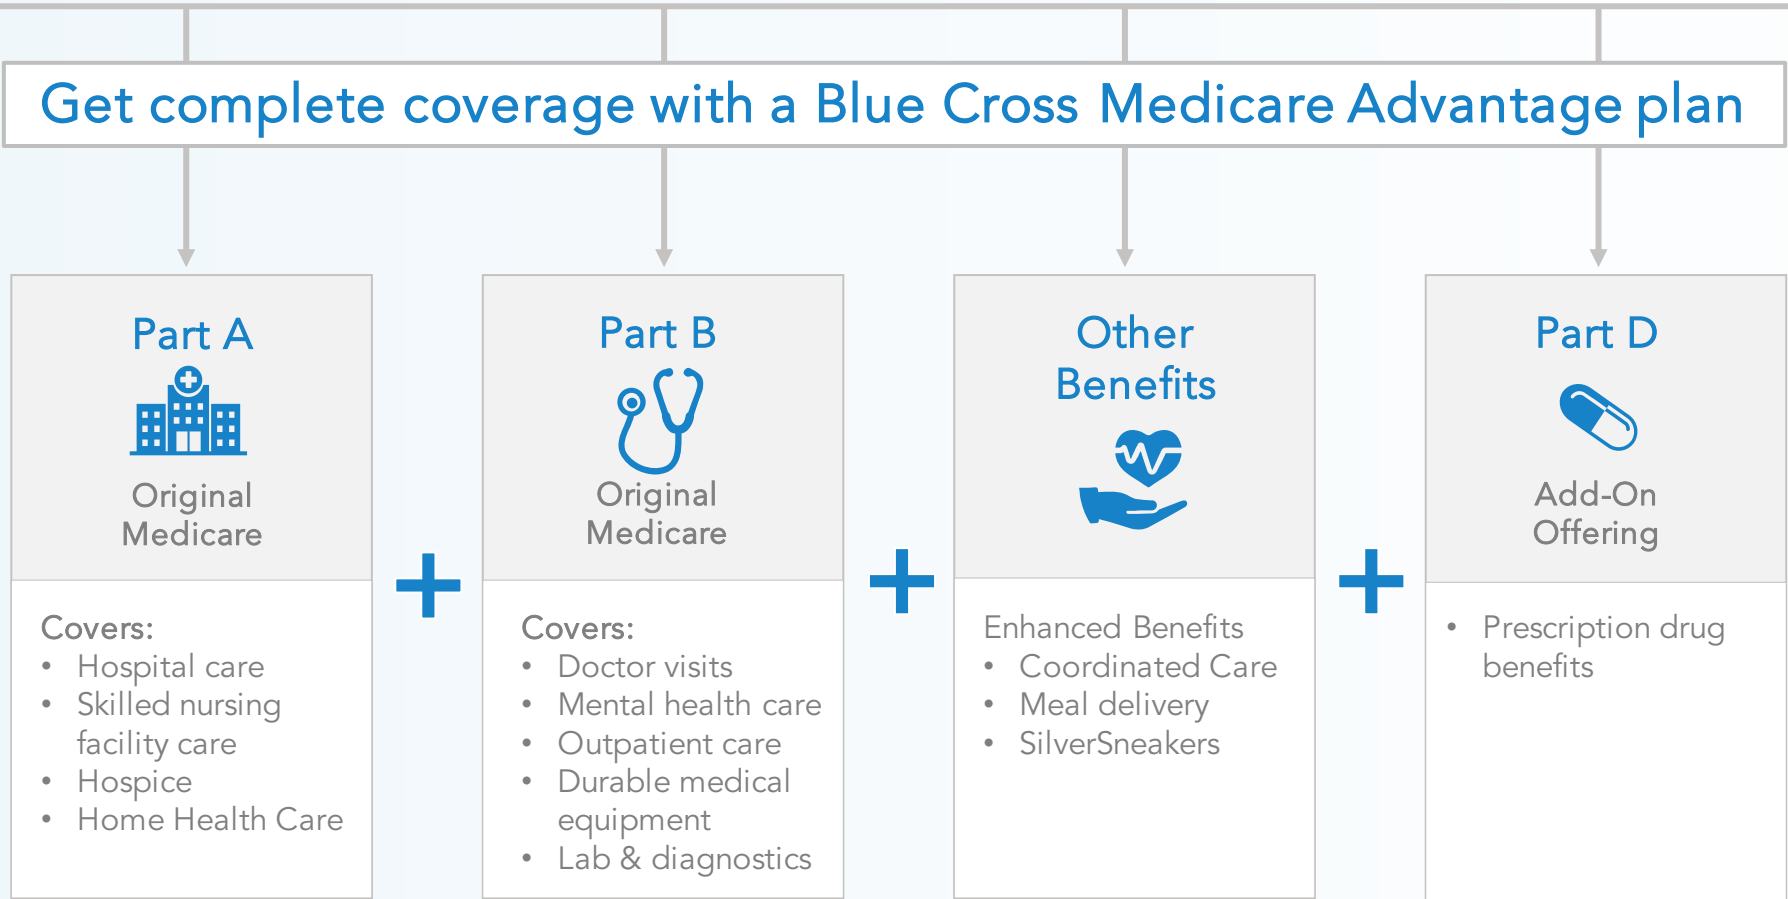 Get complete coverage with a Blue Cross Medicare Advantage plan
Part A
Original
Medicare
Covers:
• Hospital care
• Skilled nursing
facility care
• Hospice
• Home Health Care
Part B
Original
Medicare
Covers:
• Doctor visits
• Mental health care
• Outpatient care
• Durable medical
equipment
• Lab & diagnostics
Other
Benefits
Enhanced Benefits
• Coordinated Care
• Meal delivery
• SilverSneakers
Part D
Add-On
Offering
• Prescription drug
benefits